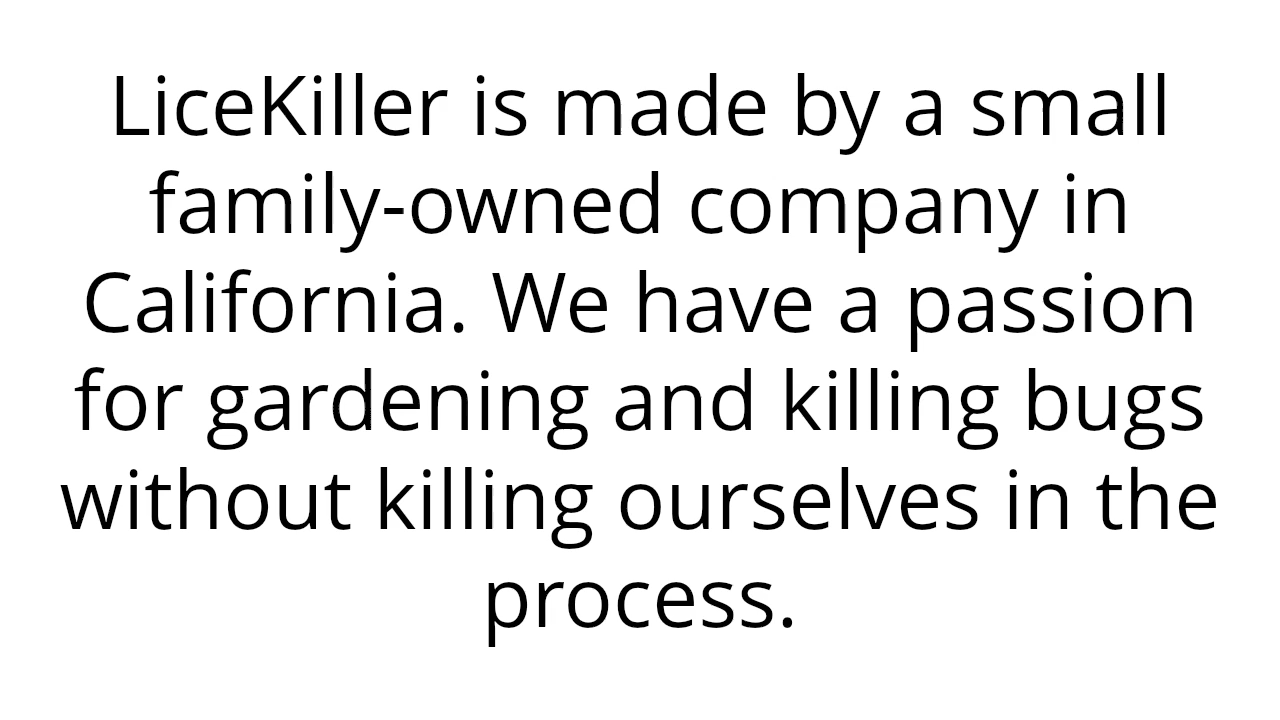 LiceKiller is made by a small
family-owned company in
California. We have a passion
for gardening and killing bugs
without killing ourselves in the
process.